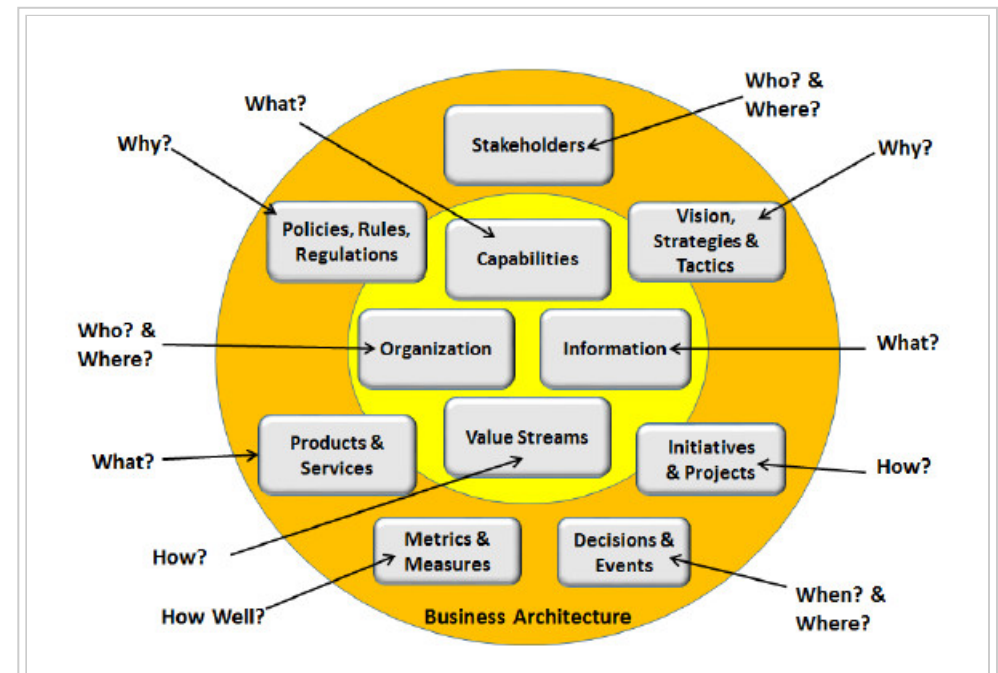 Who? &
Where?
What?
Why?
Stakeholders
Why?
Policies, Rules,
Regulations
Vision,
Strategies &
Tactics
Capabilities
Who? &
Where?
Organization
Information
What?
What?
Products &
Services
Value Streams
Initiatives
& Projects
How?
How?
Metrics &
Measures
Decisions &
Events
How Well?
Business Architecture
When? &
Where?